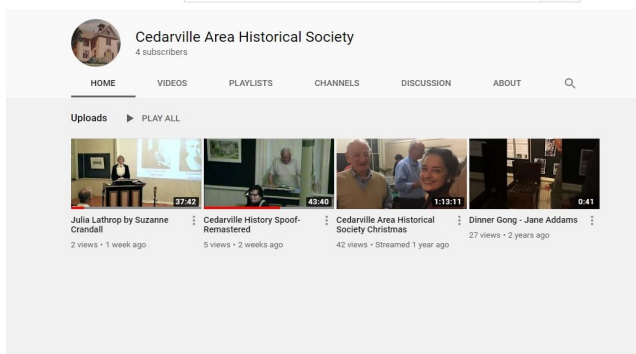 Cedarville Area Historical Society
4 subscribers
HOME VIDEOS PLAYLISTS CHANNELS DISCUSSION ABOUT
Uploads PLAY ALL
37:42
43:40
1:13:11
0:41
Julia Lathrop by Suzanne
Crandall
2 views • 1 week ago
Cedarville History Spoof-
Remastered
5 views • 2 weeks ago
Cedarville Area Historical
Society Christmas
42 views • Streamed 1 year ago
Dinner Gong - Jane Addams
27 views • 2 years ago